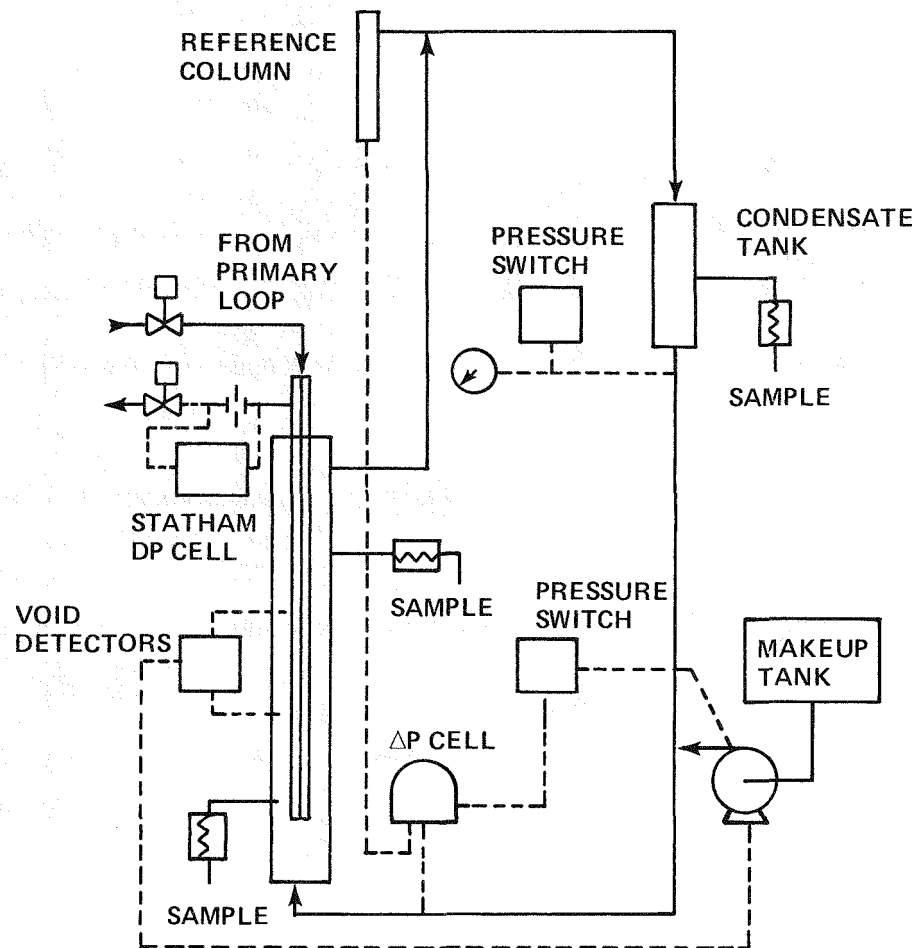 REFERENCE
COLUMN
FROM
PRIMARY
LOOP
PRESSURE
SWITCH
CONDENSATE
TANK
SAMPLE
STATHAM
DP CELL
SAMPLE
VOID
DETECTORS
PRESSURE
SWITCH
MAKEUP
TANK
△P CELL
SAMPLE